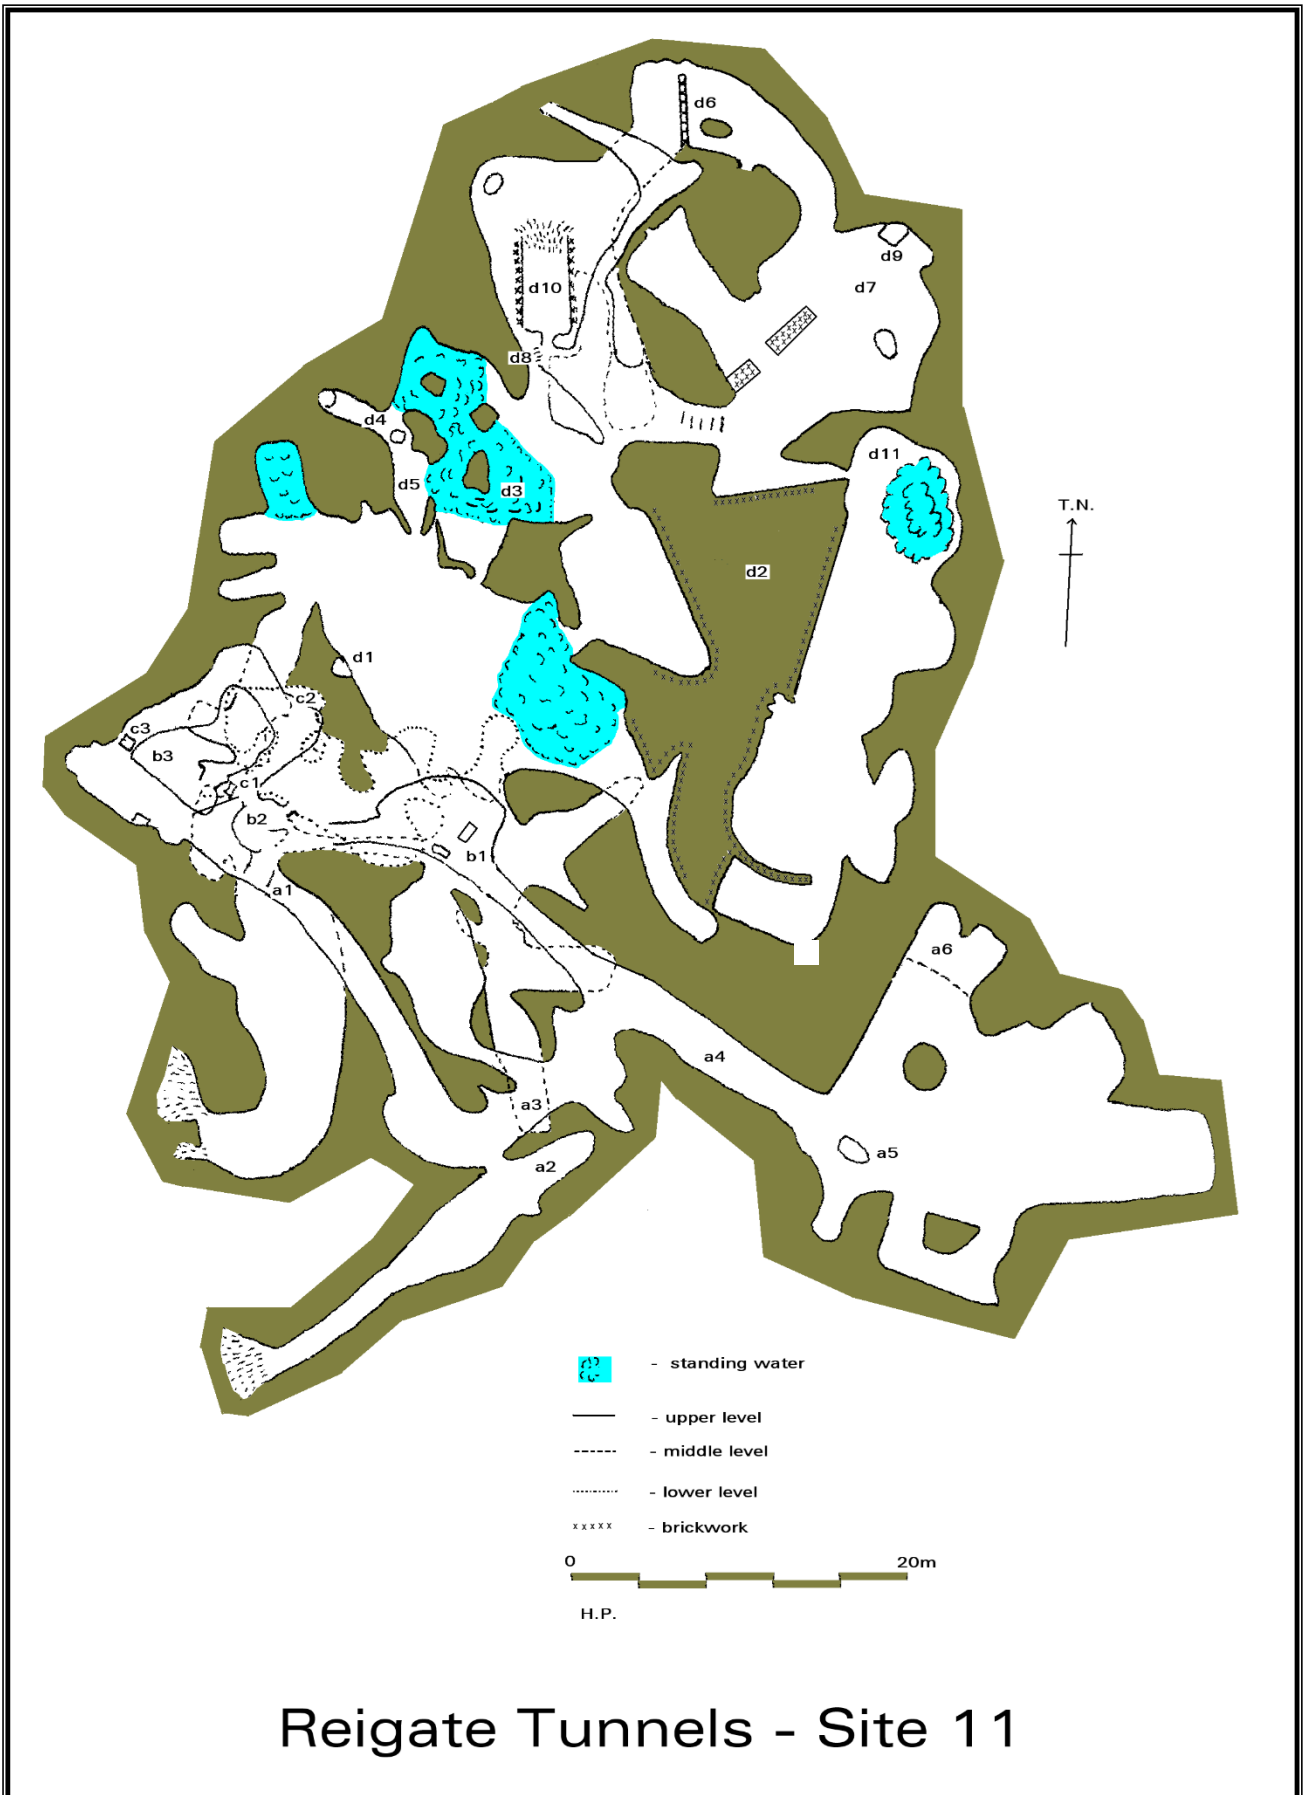 d6
d9
d7
d10
d8
d4
d11
d5
d3
T.N.
d2
d1
c2
c3
b3
c1
b2
b1
a1
a6
a4
a3
a5
a2
- standing water
- upper level
- middle level
- lower level
xxxxx - brickwork
0 20m
H.P.
Reigate Tunnels - Site 11